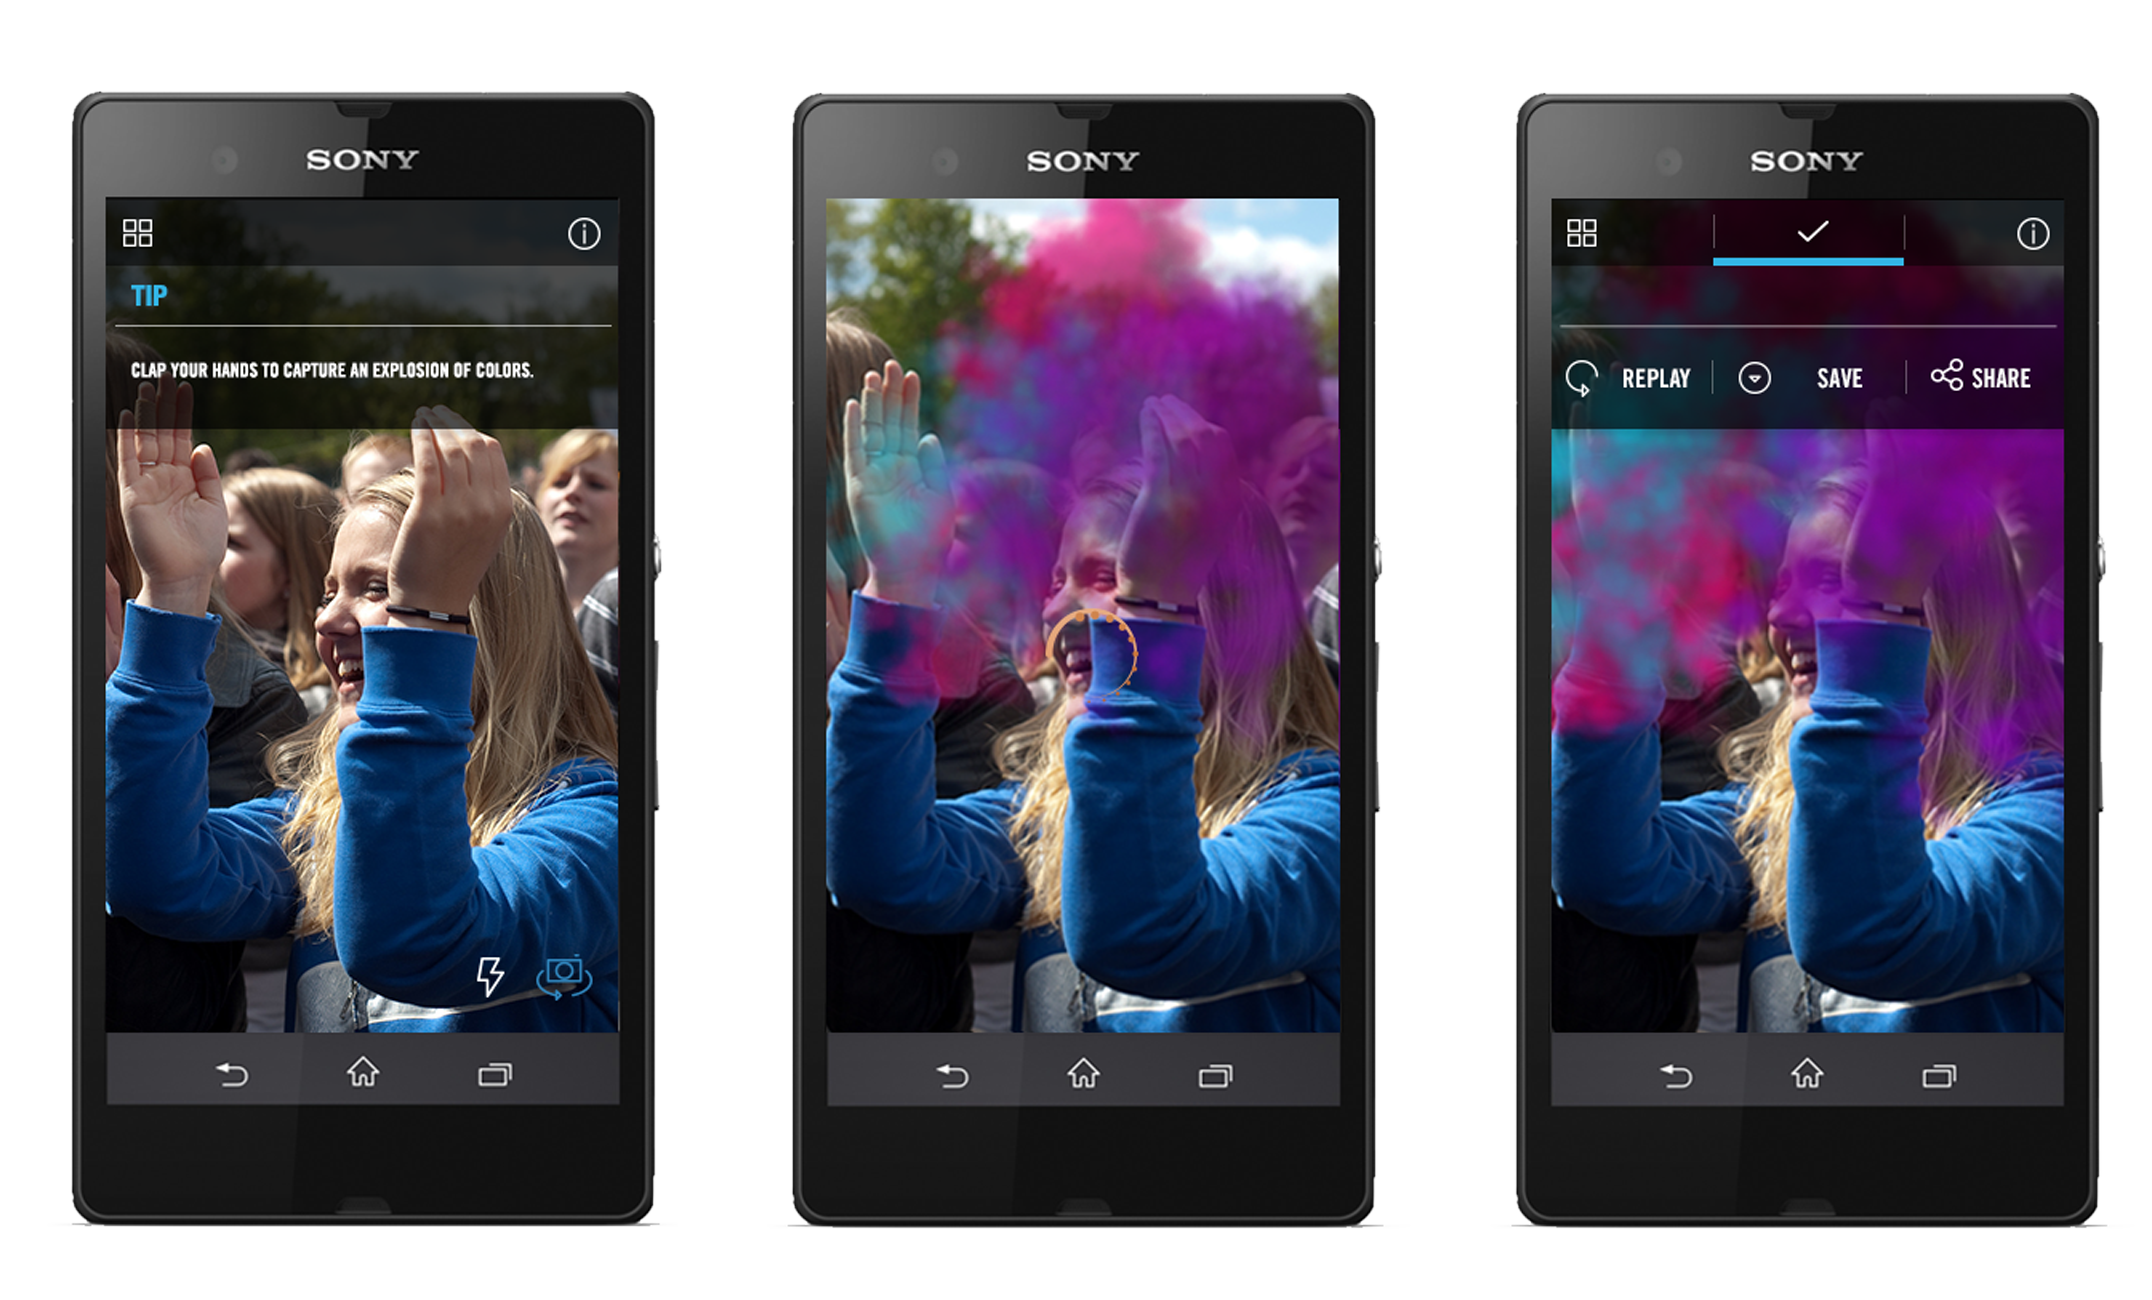 SONY
TIP
CLAP YOUR HANDS TO CAPTURE AN EXPLOSION OF COLORS.
SONY
SONY
REPLAY SAVE SHARE